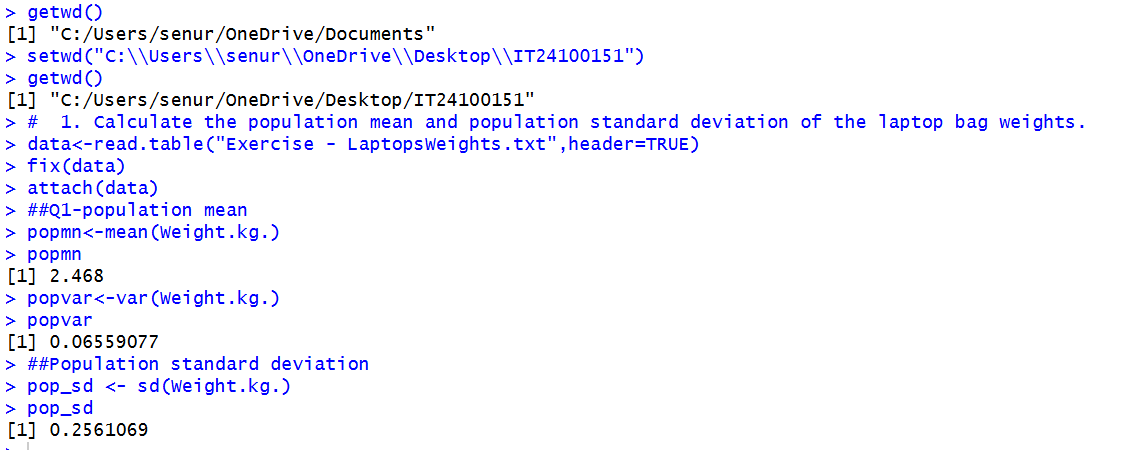 > getwd()
[1] "C:/Users/senur/OneDrive/Documents"
> setwd("C:\\Users\\senur\\OneDrive\\Desktop\\IT24100151")
> getwd()
[1] "C:/Users/senur/OneDrive/Desktop/IT24100151"
> #  1. Calculate the population mean and population standard deviation of the laptop bag weights.
> data<-read.table("Exercise - LaptopsWeights.txt",header=TRUE)
> fix(data)
> attach(data)
> ##Q1-population mean
> popmn<-mean(Weight.kg.)
> popmn
[1] 2.468
> popvar<-var(Weight.kg.)
> popvar
[1] 0.06559077
> ##Population standard deviation
> pop_sd <- sd(Weight.kg.)
> pop_sd
[1] 0.2561069
>